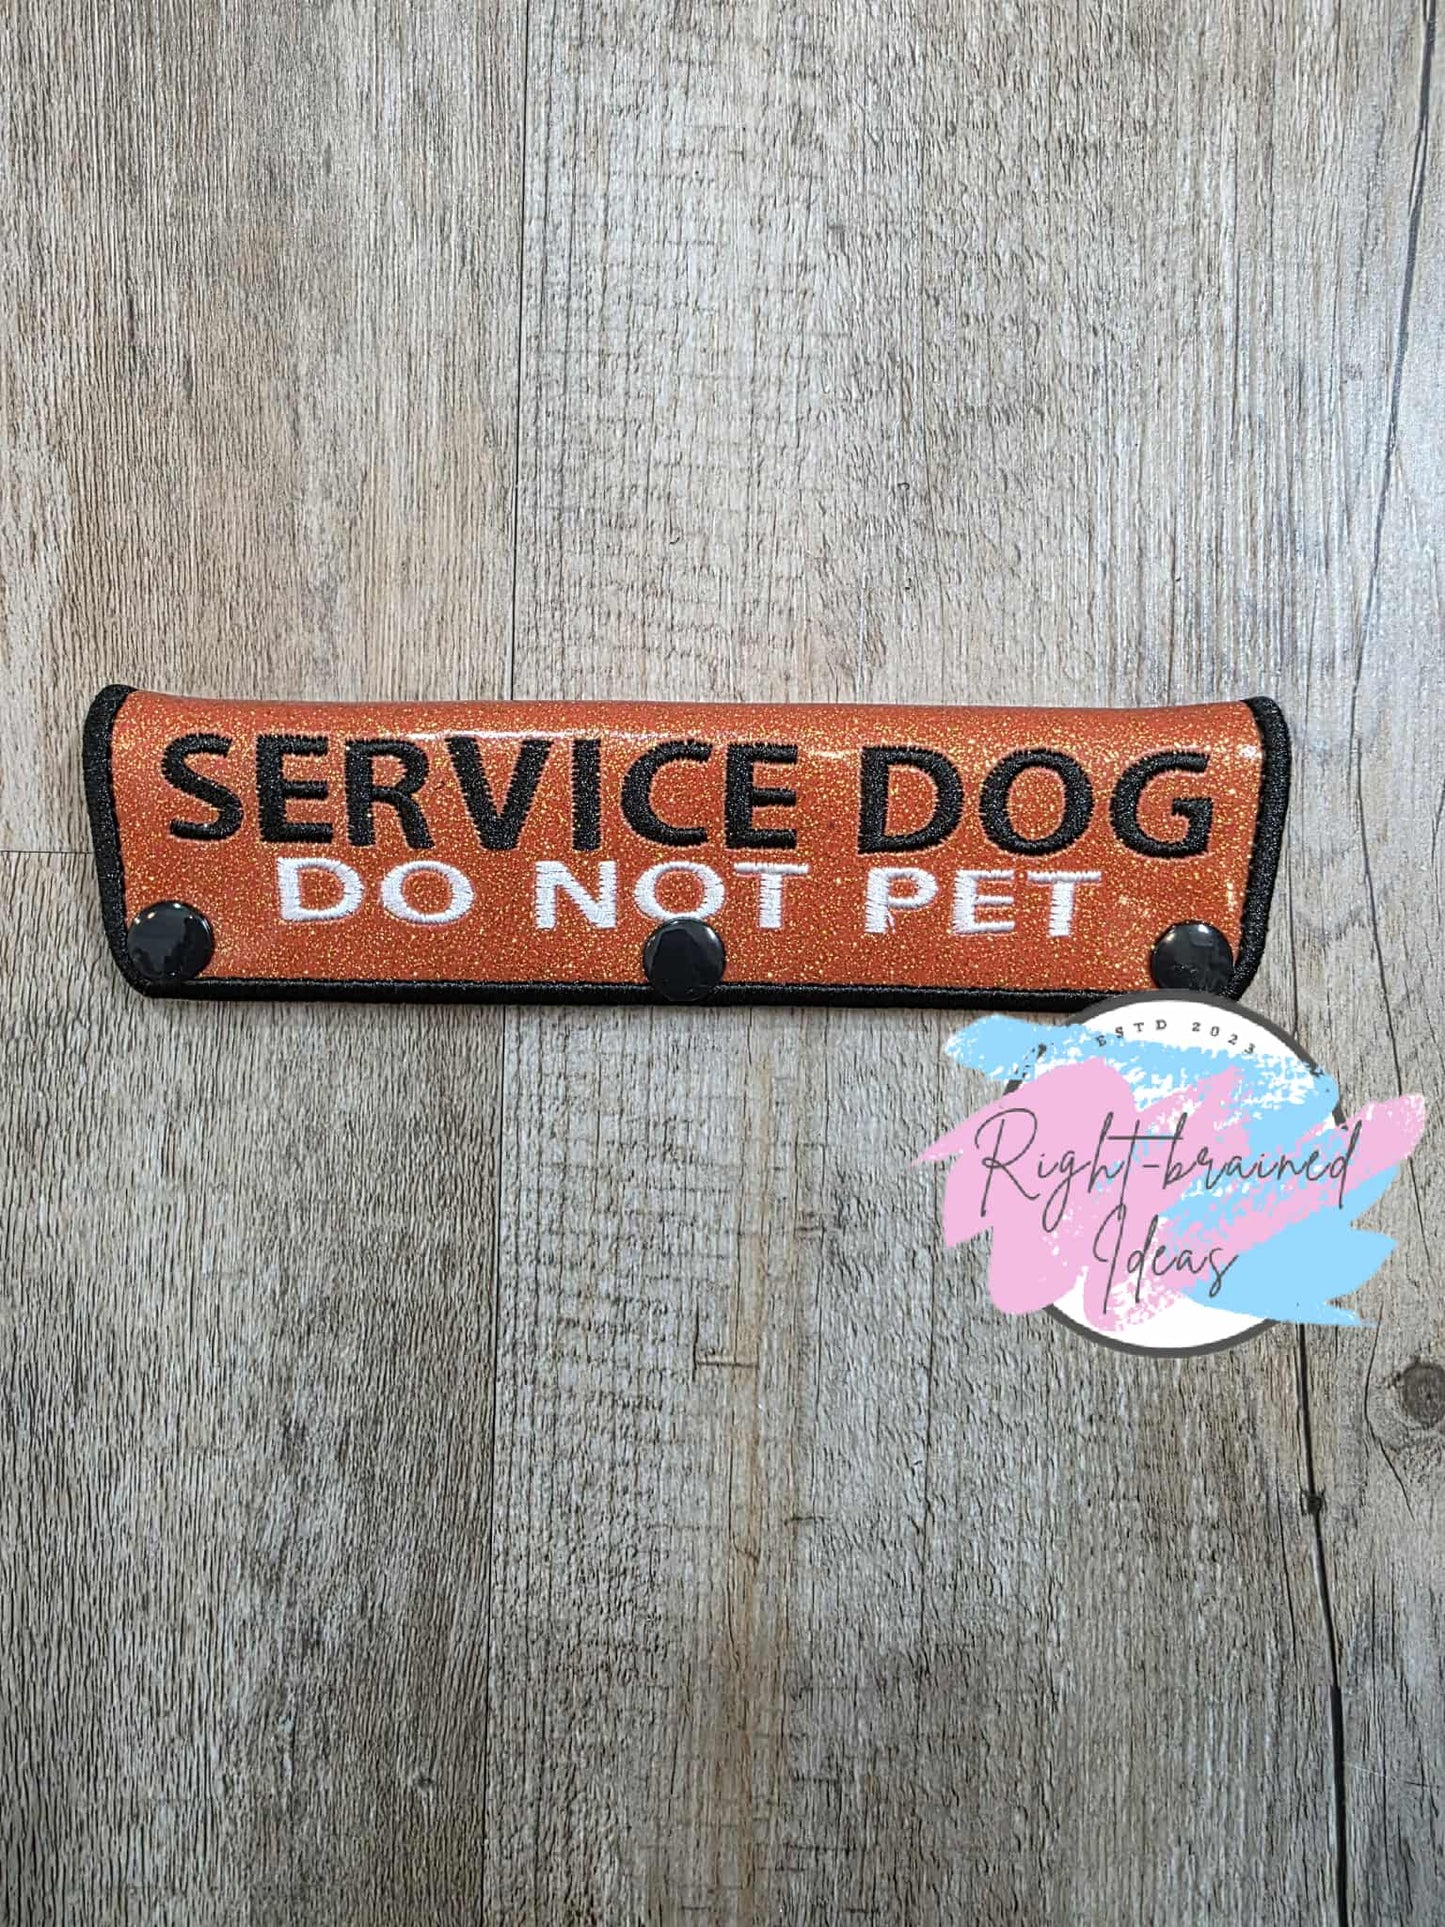 SERVICE DOG
DO NOT PET
ESTD 2023
Right-brained
Ideas